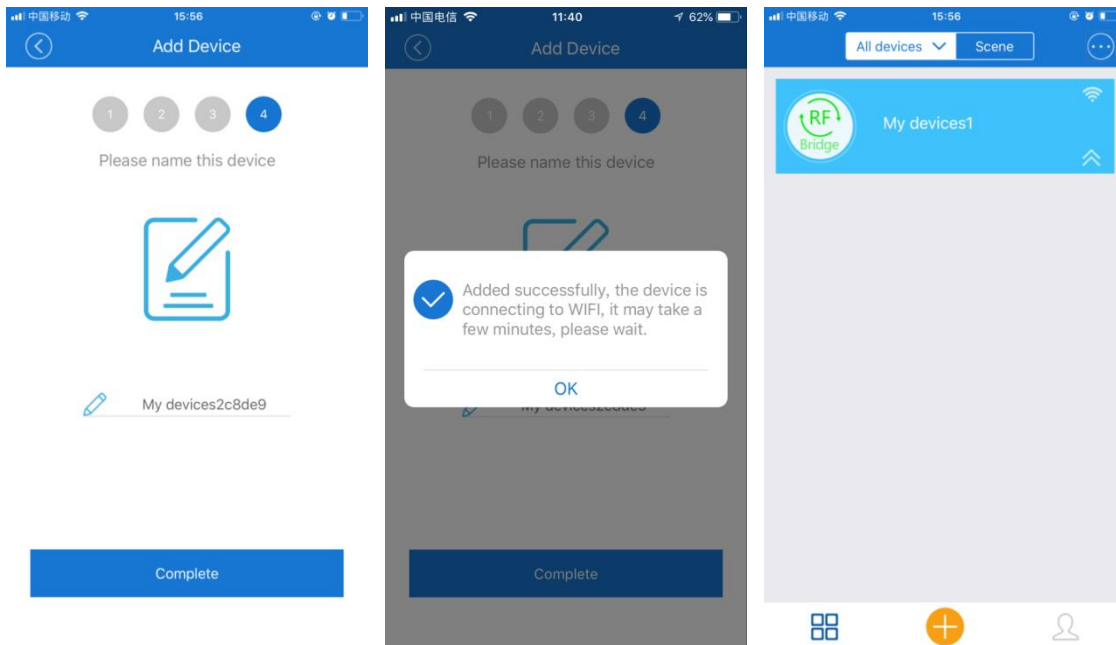 中国移动
15:56
Add Device
1 2 3 4
Please name this device
My devices2c8de9
Complete
中国电信
11:40
62%
Add Device
1 2 3 4
Please name this device
Added successfully, the device is
connecting to WIFI, it may take a
few minutes, please wait.
OK
My devices2c8de9
Complete
中国移动
15:56
All devices
Scene
RF
Bridge
My devices1